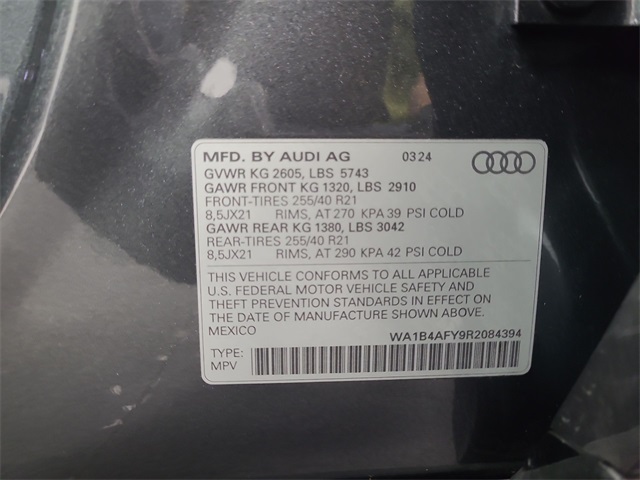 MFD. BY AUDI AG 03 24
GVWR KG 2605, LBS 5743
GAWR FRONT KG 1320, LBS 2910
FRONT-TIRES 255/40 R21
8,5JX21 RIMS, AT 270 KPA 39 PSI COLD
GAWR REAR KG 1380, LBS 3042
REAR-TIRES 255/40 R21
8,5JX21 RIMS, AT 290 KPA 42 PSI COLD
THIS VEHICLE CONFORMS TO ALL APPLICABLE
U.S. FEDERAL MOTOR VEHICLE SAFETY AND
THEFT PREVENTION STANDARDS IN EFFECT ON
THE DATE OF MANUFACTURE SHOWN ABOVE.
MEXICO WA1B4AFY9R2084394
TYPE:
MPV